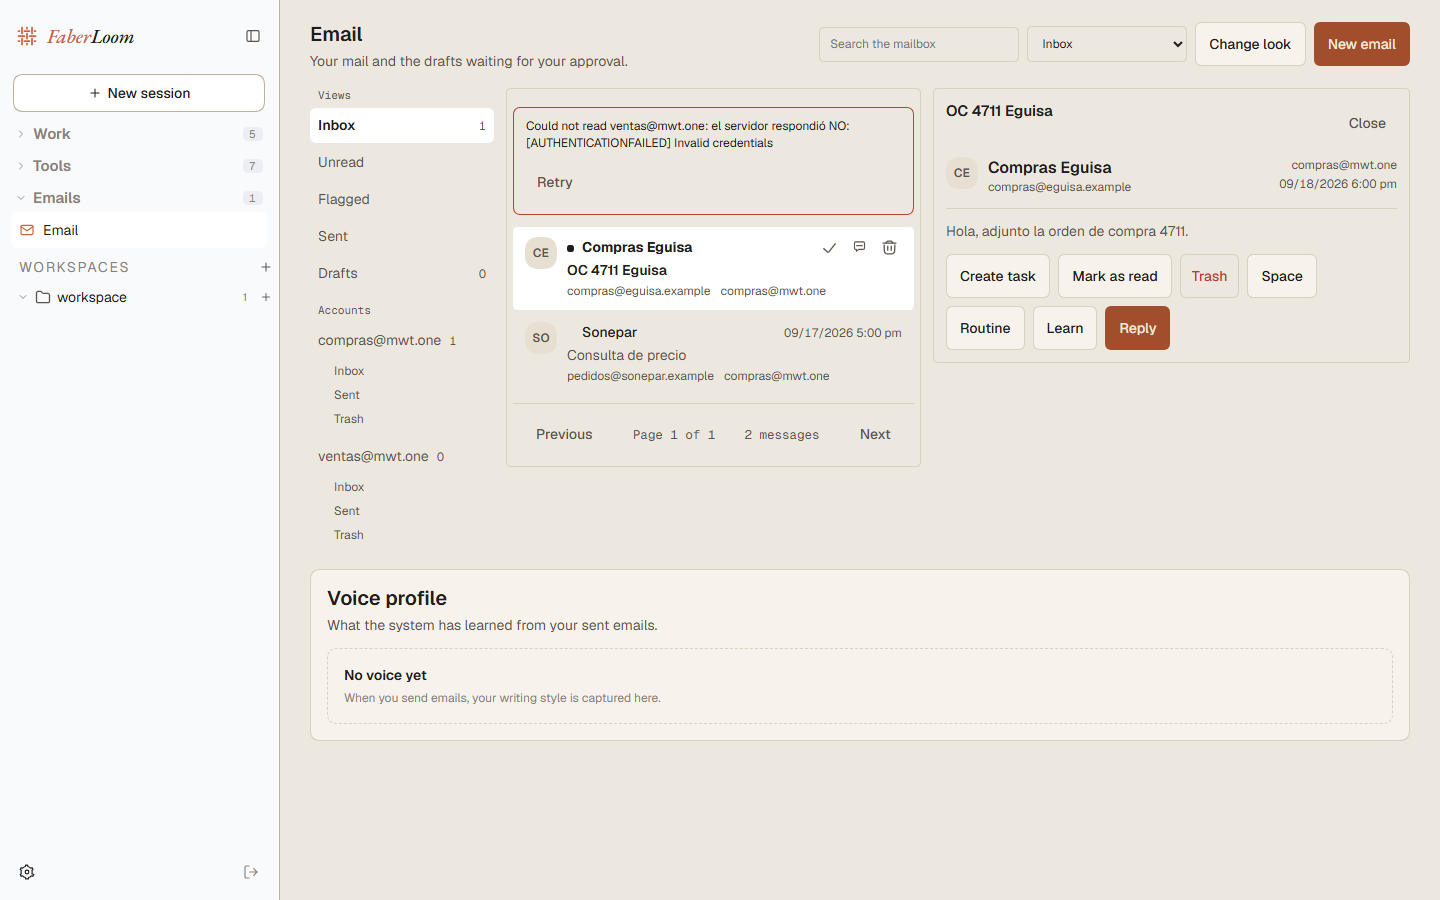 FaberLoom
New session
Work 5
Tools 7
Emails 1
Email
WORKSPACES
workspace 1
Email
Your mail and the drafts waiting for your approval.
Search the mailbox
Inbox
Change look
New email
Views
Inbox 1
Unread
Flagged
Sent
Drafts 0
Accounts
compras@mwt.one 1
Inbox
Sent
Trash
ventas@mwt.one 0
Inbox
Sent
Trash
Could not read ventas@mwt.one: el servidor respondió NO:
[AUTHENTICATIONFAILED] Invalid credentials
Retry
CE
Compras Eguisa
OC 4711 Eguisa
compras@eguisa.example compras@mwt.one
SO
Sonepar 09/17/2026 5:00 pm
Consulta de precio
pedidos@sonepar.example compras@mwt.one
Previous Page 1 of 1 2 messages Next
OC 4711 Eguisa
Close
CE
Compras Eguisa
compras@eguisa.example
compras@mwt.one
09/18/2026 6:00 pm
Hola, adjunto la orden de compra 4711.
Create task Mark as read Trash Space
Routine Learn Reply
Voice profile
What the system has learned from your sent emails.
No voice yet
When you send emails, your writing style is captured here.